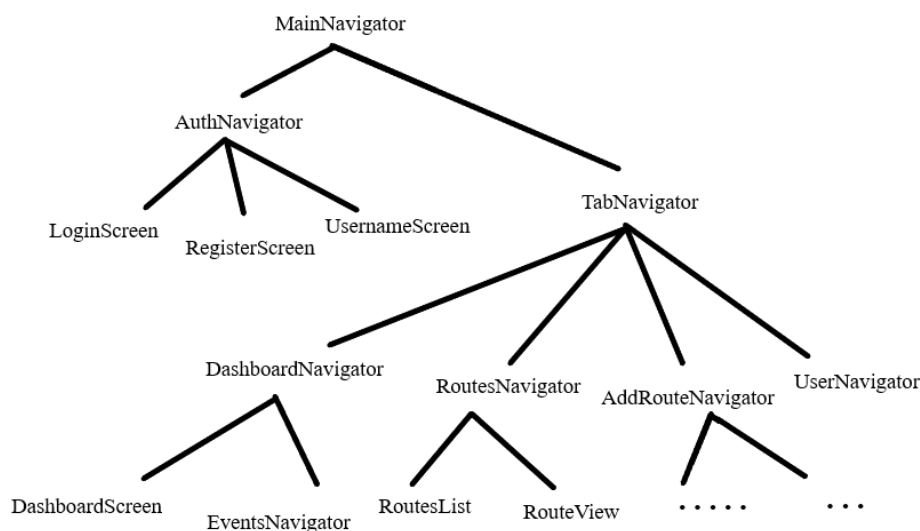 MainNavigator
AuthNavigator
TabNavigator
LoginScreen
RegisterScreen
UsernameScreen
DashboardNavigator
RoutesNavigator
AddRouteNavigator
UserNavigator
DashboardScreen
EventsNavigator
RoutesList
RouteView
.....
...